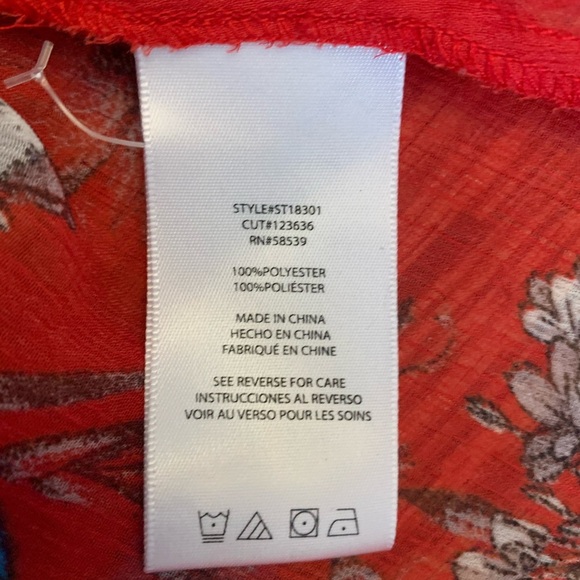 STYLE#ST18301
CUT#123636
RN#58539
100%POLYESTER
100%POLIÉSTER
MADE IN CHINA
HECHO EN CHINA
FABRIQUÉ EN CHINE
SEE REVERSE FOR CARE
INSTRUCCIONES AL REVERSO
VOIR AU VERSO POUR LES SOINS